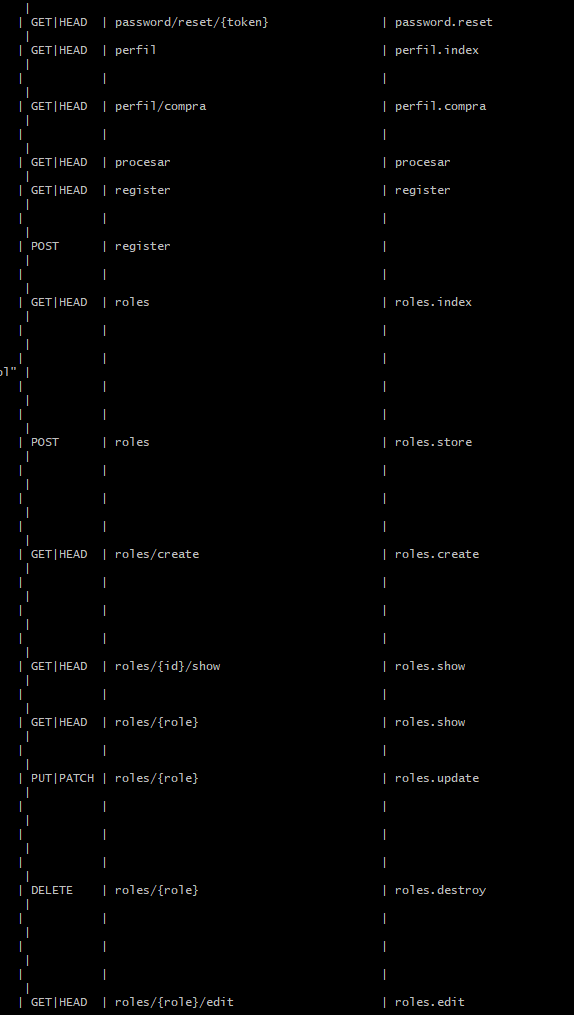 | GET|HEAD | password/reset/{token} | password.reset
| GET|HEAD | perfil | perfil.index
| GET|HEAD | perfil/compra | perfil.compra
| GET|HEAD | procesar | procesar
| GET|HEAD | register | register
| POST | register |
| GET|HEAD | roles | roles.index
ol" |
| POST | roles | roles.store
| GET|HEAD | roles/create | roles.create
| GET|HEAD | roles/{id}/show | roles.show
| GET|HEAD | roles/{role} | roles.show
| PUT|PATCH | roles/{role} | roles.update
| DELETE | roles/{role} | roles.destroy
| GET|HEAD | roles/{role}/edit | roles.edit